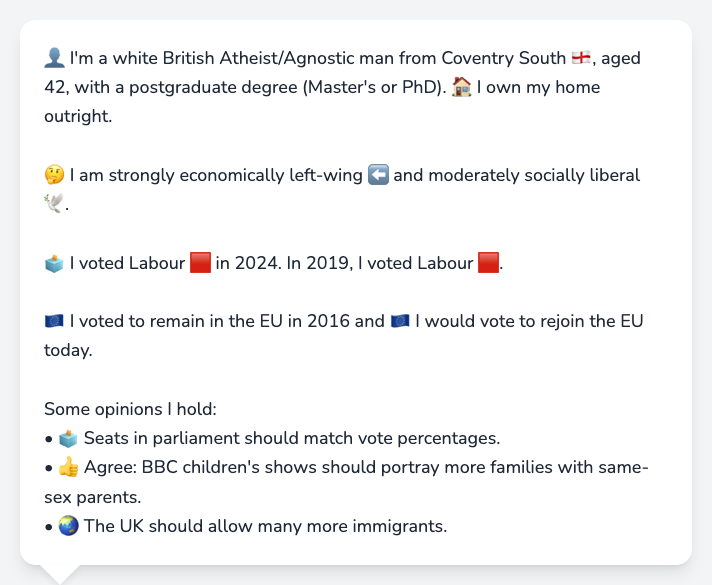 👤 I'm a white British Atheist/Agnostic man from Coventry South 🏴󠁧󠁢󠁥󠁮󠁧󠁿, aged
42, with a postgraduate degree (Master's or PhD). 🏠 I own my home
outright.
🤔 I am strongly economically left-wing ⬅️ and moderately socially liberal
🕊️.
🗳️ I voted Labour 🟥 in 2024. In 2019, I voted Labour 🟥.
🇪🇺 I voted to remain in the EU in 2016 and 🇪🇺 I would vote to rejoin the EU
today.
Some opinions I hold:
• 🗳️ Seats in parliament should match vote percentages.
• 👍 Agree: BBC children's shows should portray more families with same-
sex parents.
• 🌏 The UK should allow many more immigrants.